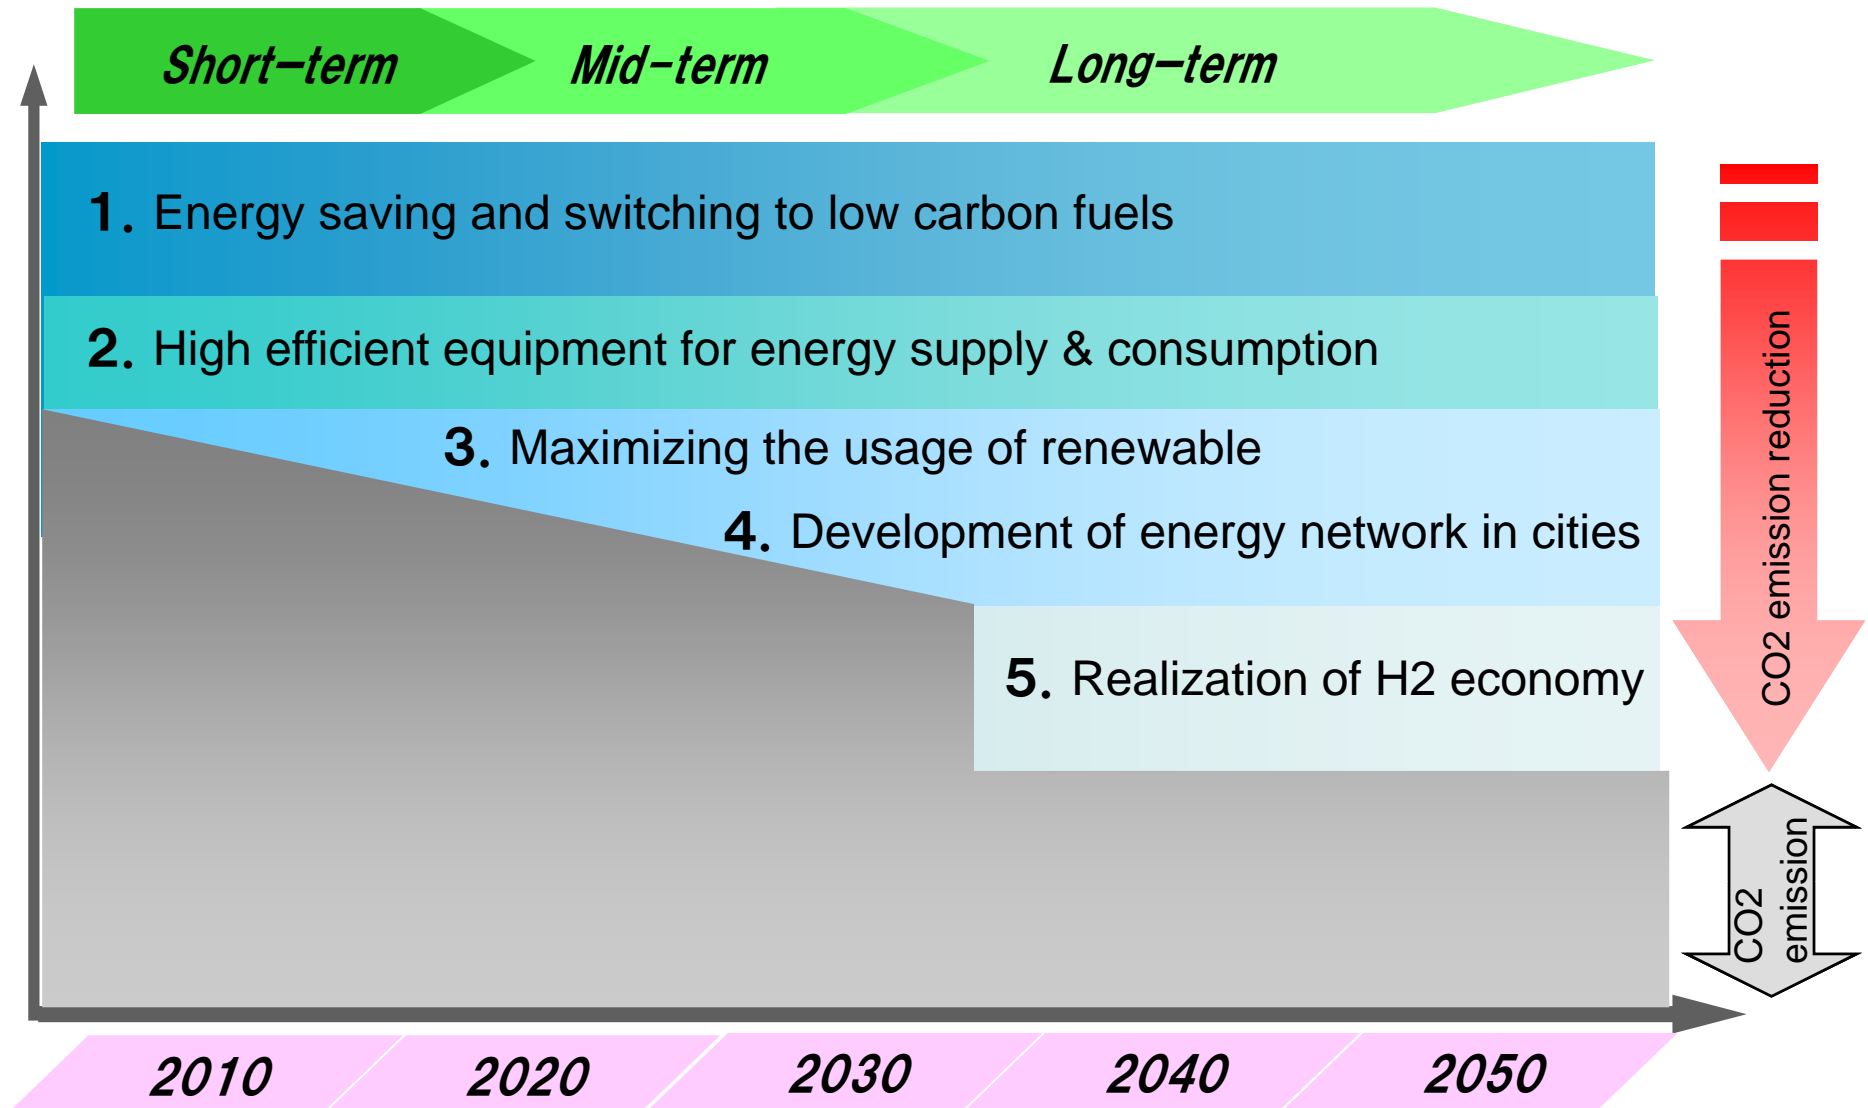 Short-term
Mid-term
Long-term
1. Energy saving and switching to low carbon fuels
2. High efficient equipment for energy supply & consumption
3. Maximizing the usage of renewable
4. Development of energy network in cities
5. Realization of H2 economy
CO2 emission reduction
CO2
emission
2010
2020
2030
2040
2050